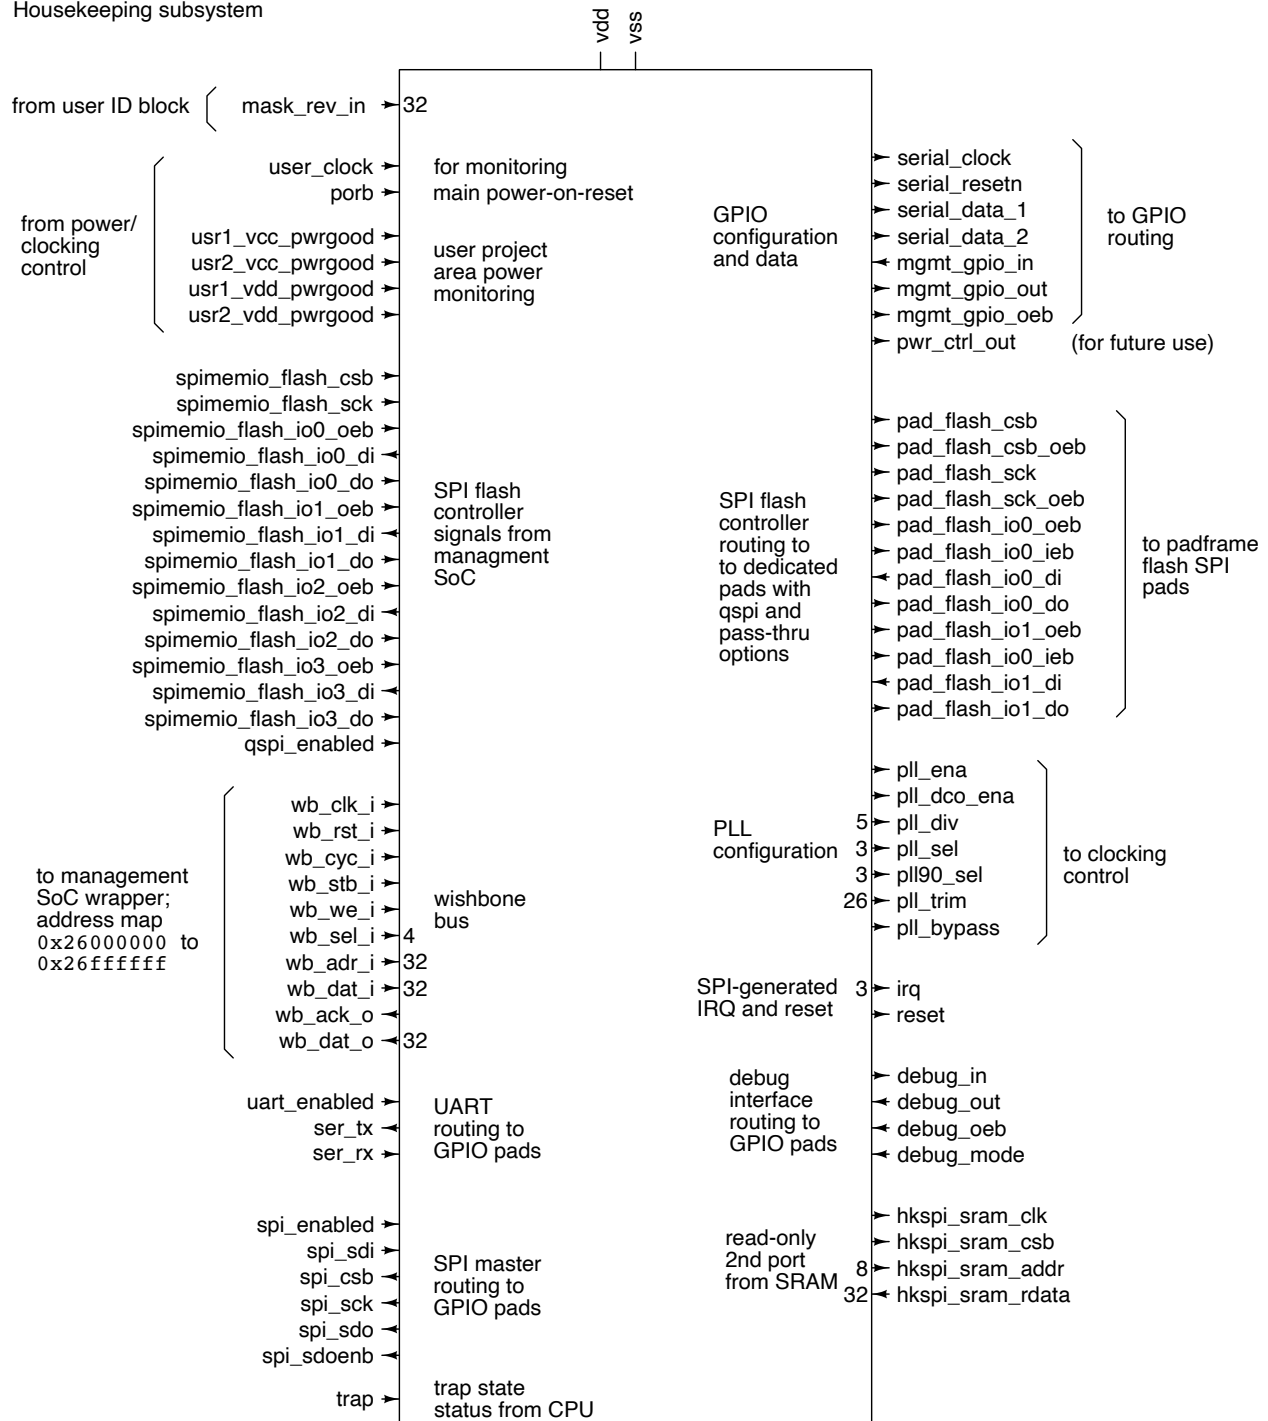 Housekeeping subsystem
vdd
vss
from user ID block
mask_rev_in
32
from power/
clocking
control
user_clock
porb
usr1_vcc_pwrgood
usr2_vcc_pwrgood
usr1_vdd_pwrgood
usr2_vdd_pwrgood
for monitoring
main power-on-reset
user project
area power
monitoring
spimemio_flash_csb
spimemio_flash_sck
spimemio_flash_io0_oeb
spimemio_flash_io0_di
spimemio_flash_io0_do
spimemio_flash_io1_oeb
spimemio_flash_io1_di
spimemio_flash_io1_do
spimemio_flash_io2_oeb
spimemio_flash_io2_di
spimemio_flash_io2_do
spimemio_flash_io3_oeb
spimemio_flash_io3_di
spimemio_flash_io3_do
qspi_enabled
SPI flash
controller
signals from
managment
SoC
to management
SoC wrapper;
address map
0x26000000 to
0x26ffffff
wb_clk_i
wb_rst_i
wb_cyc_i
wb_stb_i
wb_we_i
wb_sel_i 4
wb_adr_i 32
wb_dat_i 32
wb_ack_o
wb_dat_o 32
wishbone
bus
uart_enabled
ser_tx
ser_rx
UART
routing to
GPIO pads
spi_enabled
spi_sdi
spi_csb
spi_sck
spi_sdo
spi_sdoenb
SPI master
routing to
GPIO pads
trap
trap state
status from CPU
GPIO
configuration
and data
serial_clock
serial_resetn
serial_data_1
serial_data_2
mgmt_gpio_in
mgmt_gpio_out
mgmt_gpio_oeb
pwr_ctrl_out
to GPIO
routing
(for future use)
SPI flash
controller
routing to
to dedicated
pads with
qspi and
pass-thru
options
pad_flash_csb
pad_flash_csb_oeb
pad_flash_sck
pad_flash_sck_oeb
pad_flash_io0_oeb
pad_flash_io0_ieb
pad_flash_io0_di
pad_flash_io0_do
pad_flash_io1_oeb
pad_flash_io0_ieb
pad_flash_io1_di
pad_flash_io1_do
to padframe
flash SPI
pads
PLL
configuration
pll_ena
pll_dco_ena
5 pll_div
3 pll_sel
3 pll90_sel
26 pll_trim
pll_bypass
to clocking
control
SPI-generated
IRQ and reset
3 irq
reset
debug
interface
routing to
GPIO pads
debug_in
debug_out
debug_oeb
debug_mode
read-only
2nd port
from SRAM
hkspi_sram_clk
hkspi_sram_csb
8 hkspi_sram_addr
32 hkspi_sram_rdata